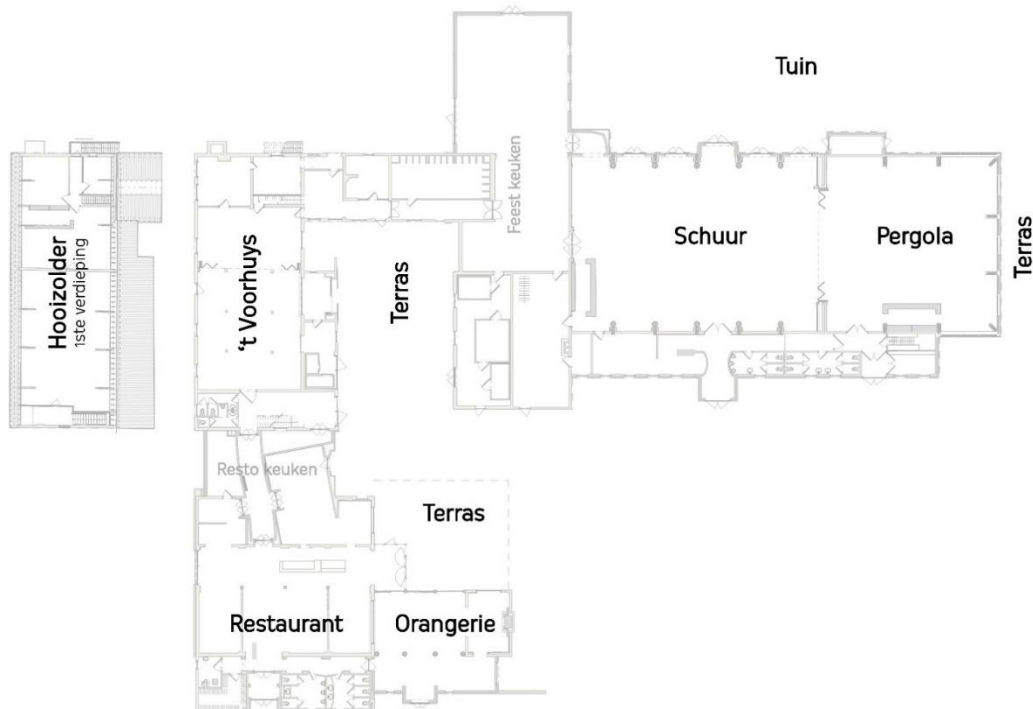 Tuin
Feest keuken
Schuur
Pergola
Terras
Hooizolder
1ste verdieping
‘t Voorhuys
Terras
Resto keuken
Terras
Restaurant
Orangerie